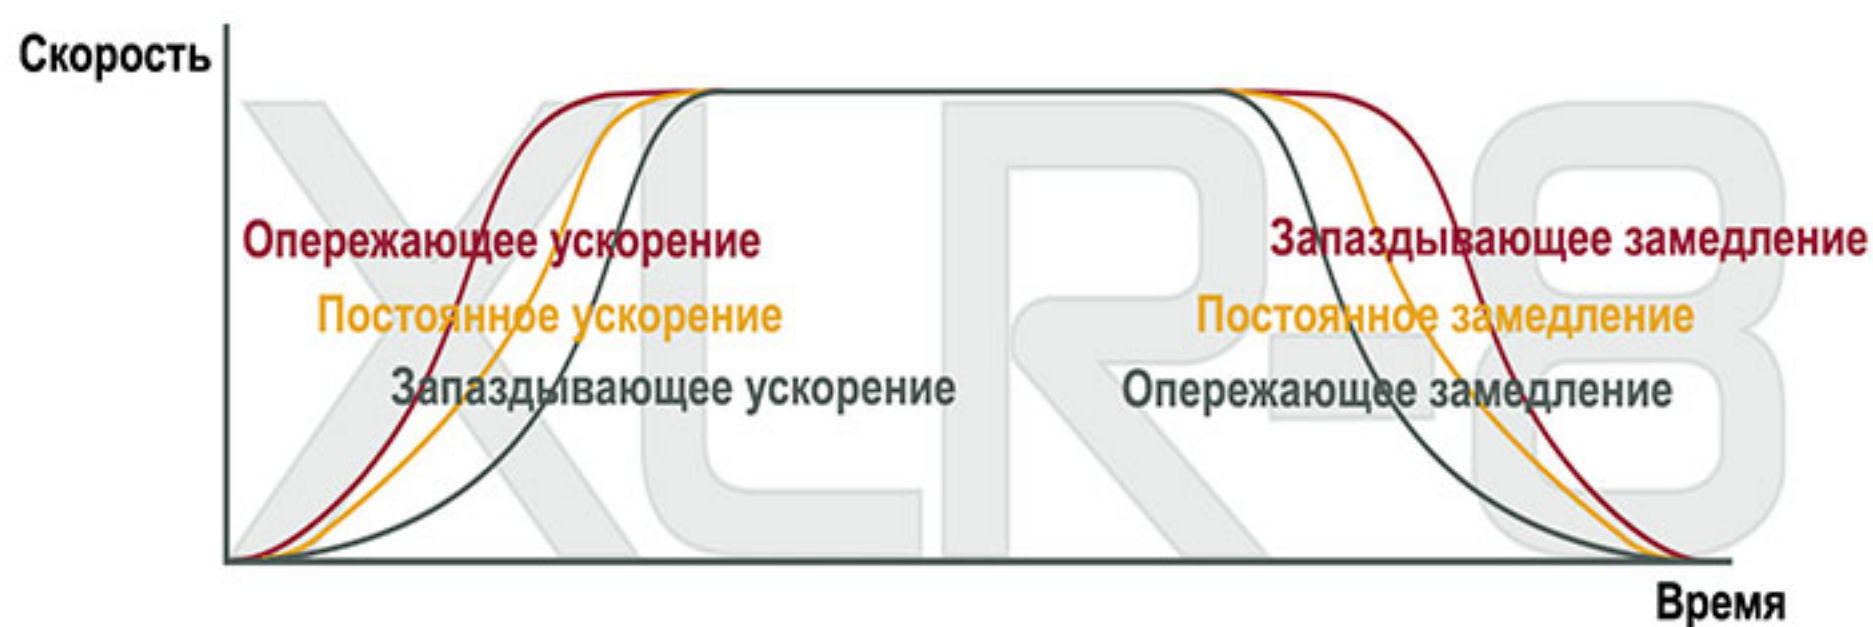 Скорость
XLR-8
Опережающее ускорение
Запаздывающее замедление
Постоянное ускорение
Постоянное замедление
Запаздывающее ускорение
Опережающее замедление
Время